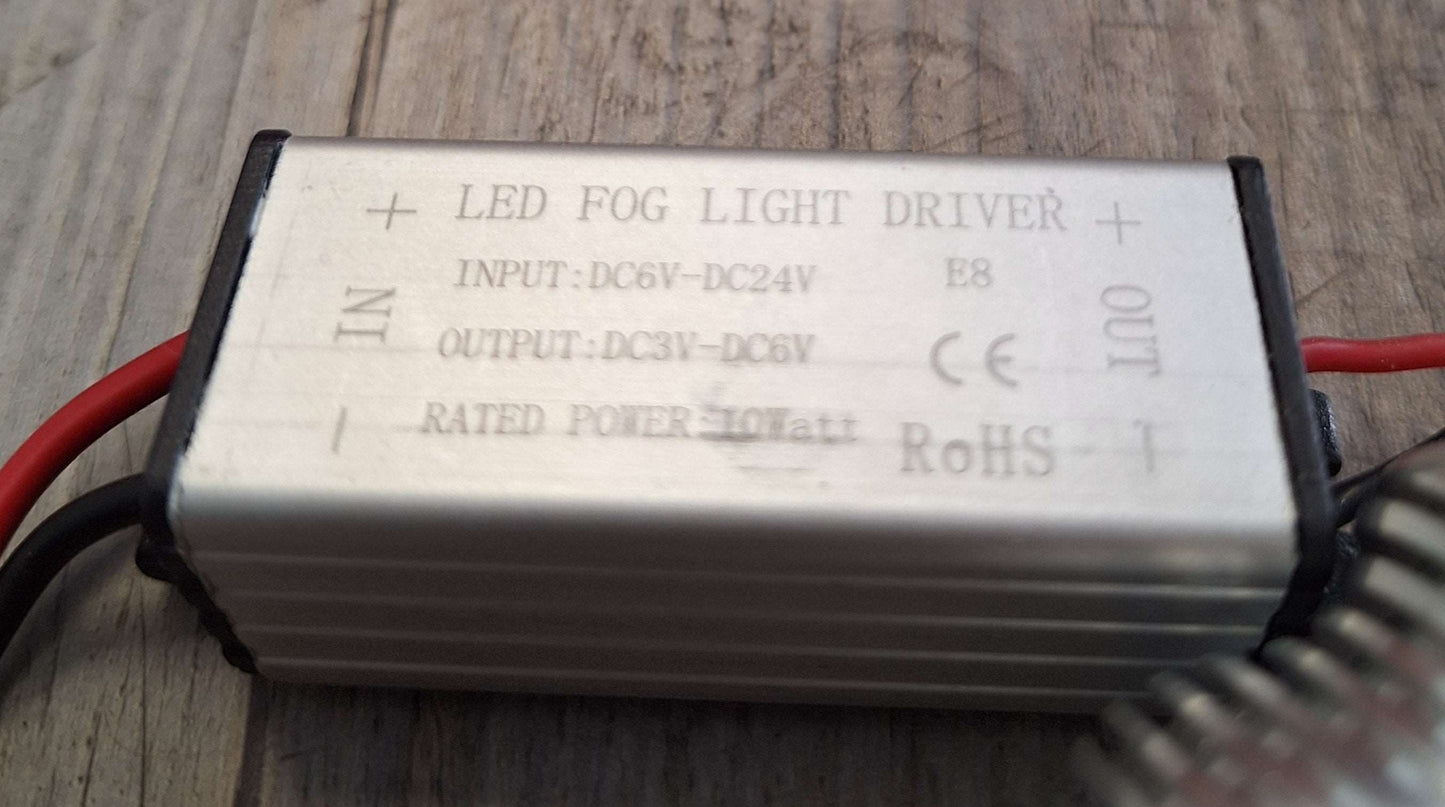 + LED FOG LIGHT DRIVER +
INPUT:DC6V-DC24V E8
IN OUT
OUTPUT:DC3V-DC6V CE
- RATED POWER:10Watt RoHS -